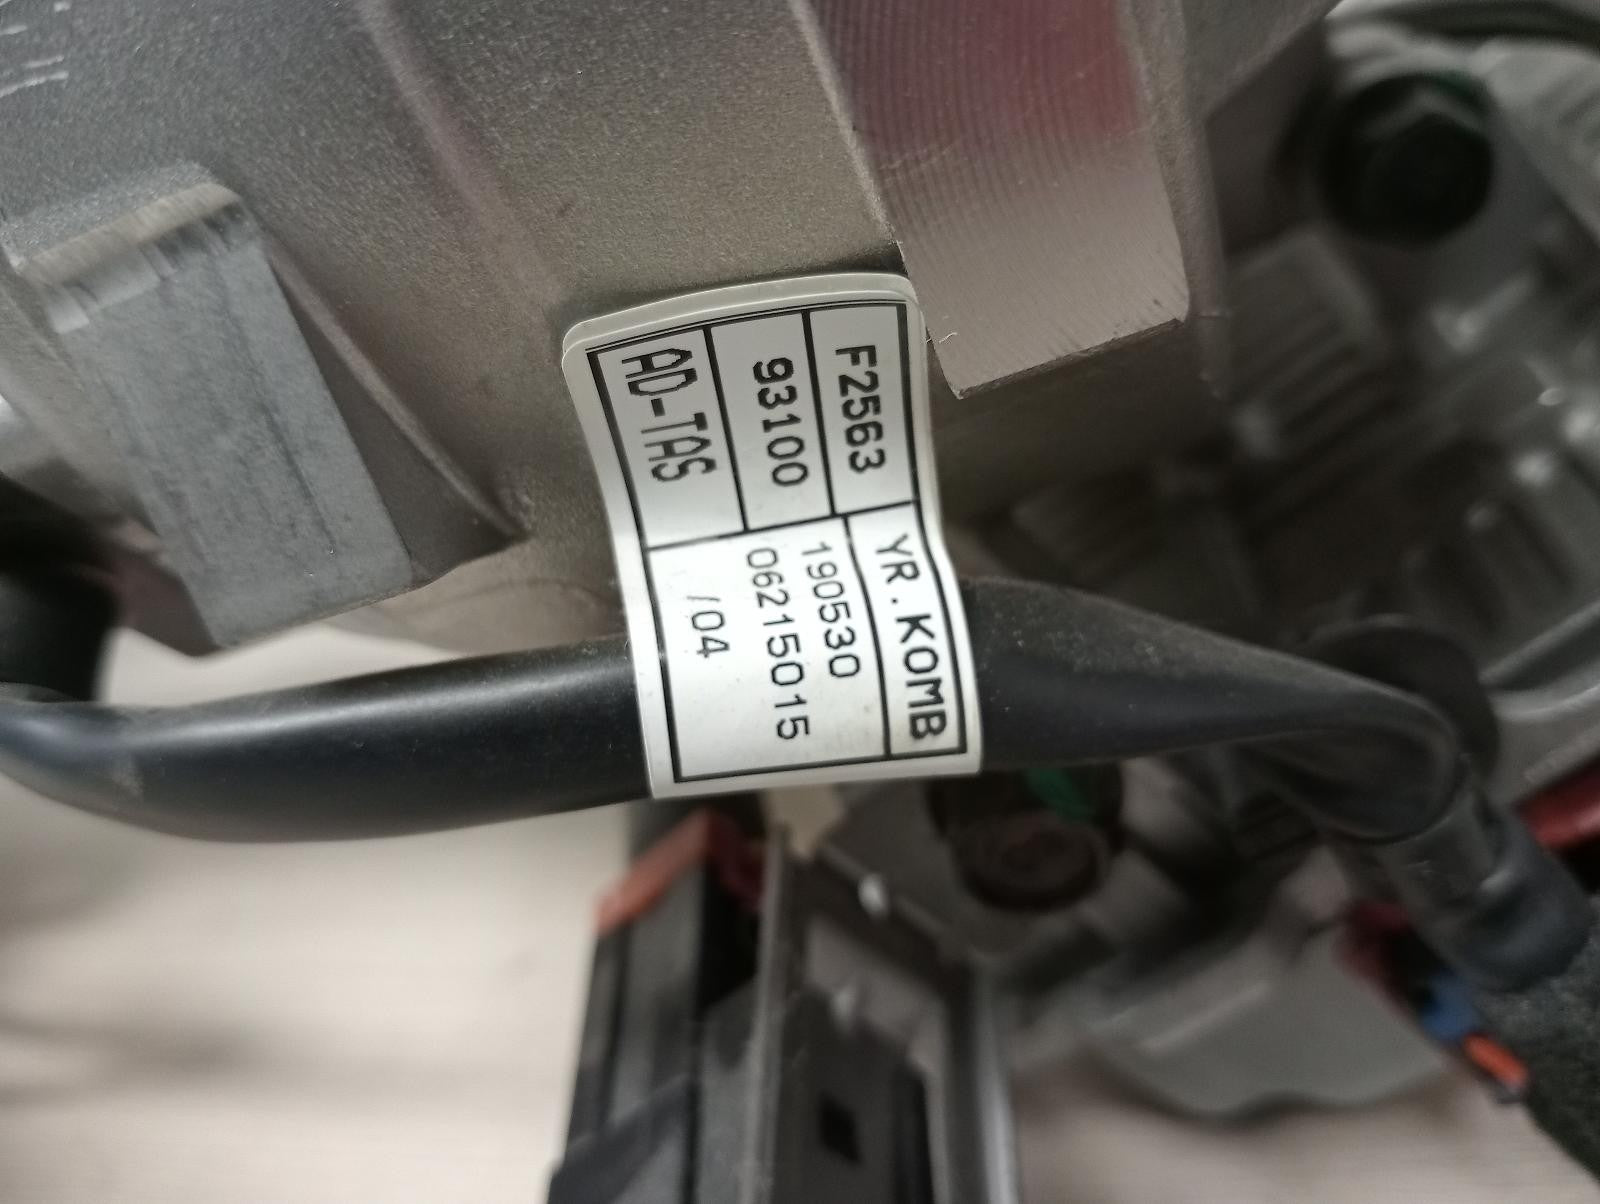 F2563
YR.KOMB
93100
190530
06215015
AD-TAS
/04